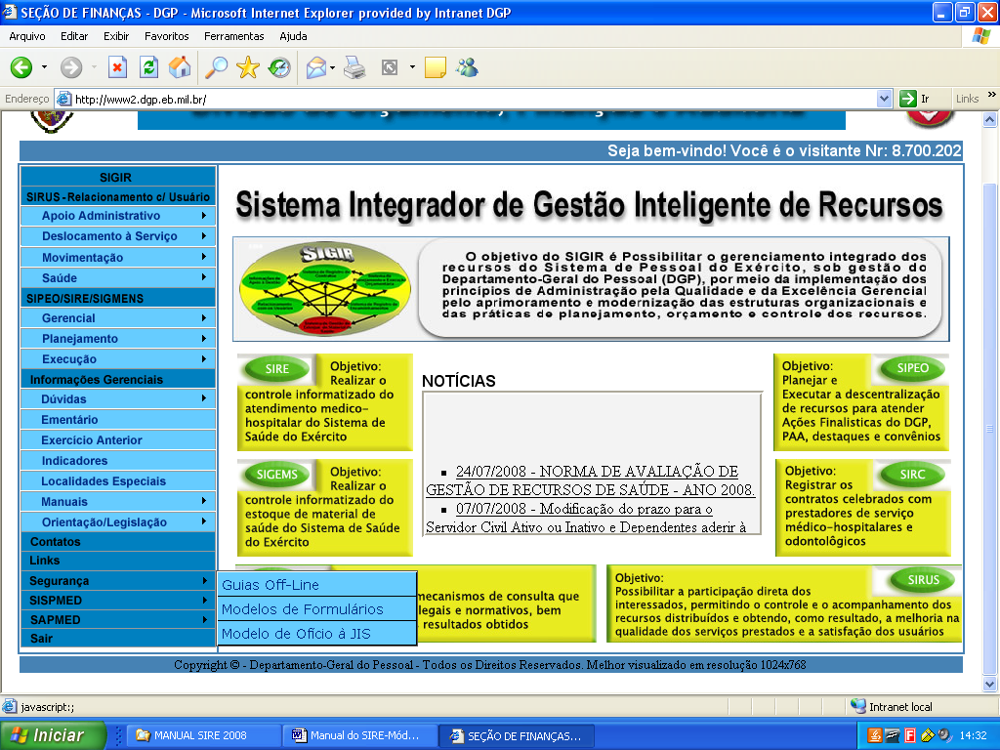 SEÇÃO DE FINANÇAS - DGP - Microsoft Internet Explorer provided by Intranet DGP
Arquivo Editar Exibir Favoritos Ferramentas Ajuda
Endereço http://www2.dgp.eb.mil.br/ Ir Links »
Seja bem-vindo! Você é o visitante Nr: 8.700.202
SIGIR
SIRUS - Relacionamento c/ Usuário
Apoio Administrativo
Deslocamento à Serviço
Movimentação
Saúde
SIPEO/SIRE/SIGMENS
Gerencial
Planejamento
Execução
Informações Gerenciais
Dúvidas
Ementário
Exercício Anterior
Indicadores
Localidades Especiais
Manuais
Orientação/Legislação
Contatos
Links
Segurança
SISPMED
SAPMED
Sair
Guias Off-Line
Modelos de Formulários
Modelo de Ofício à JIS
Sistema Integrador de Gestão Inteligente de Recursos
SIGIR
O objetivo do SIGIR é Possibilitar o gerenciamento integrado dos
recursos do Sistema de Pessoal do Exército, sob gestão do
Departamento-Geral do Pessoal (DGP), por meio da implementação dos
princípios de Administração pela Qualidade e da Excelência Gerencial
pelo aprimoramento e modernização das estruturas organizacionais e
das práticas de planejamento, orçamento e controle dos recursos.
SIRE
Objetivo:
Realizar o
controle informatizado do
atendimento medico-
hospitalar do Sistema de
Saúde do Exército
SIGEMS
Objetivo:
Realizar o
controle informatizado do
estoque de material de
saúde do Sistema de Saúde
do Exército
NOTÍCIAS
24/07/2008 - NORMA DE AVALIAÇÃO DE
GESTÃO DE RECURSOS DE SAÚDE - ANO 2008.
07/07/2008 - Modificação do prazo para o
Servidor Civil Ativo ou Inativo e Dependentes aderir à
Objetivo:
Planejar e
Executar a descentralização
de recursos para atender
Ações Finalisticas do DGP,
PAA, destaques e convênios
SIPEO
Objetivo:
Registrar os
contratos celebrados com
prestadores de serviço
médico-hospitalares e
odontolôgicos
SIRC
mecanismos de consulta que
legais e normativos, bem
resultados obtidos
Objetivo:
Possibilitar a participação direta dos
interessados, permitindo o controle e o acompanhamento dos
recursos distribuídos e obtendo, como resultado, a melhoria na
qualidade dos serviços prestados e a satisfação dos usuários
SIRUS
Copyright © - Departamento-Geral do Pessoal - Todos os Direitos Reservados. Melhor visualizado em resolução 1024x768
javascript:; Intranet local
Iniciar MANUAL SIRE 2008 Manual do SIRE-Mód... SEÇÃO DE FINANÇAS... 14:32